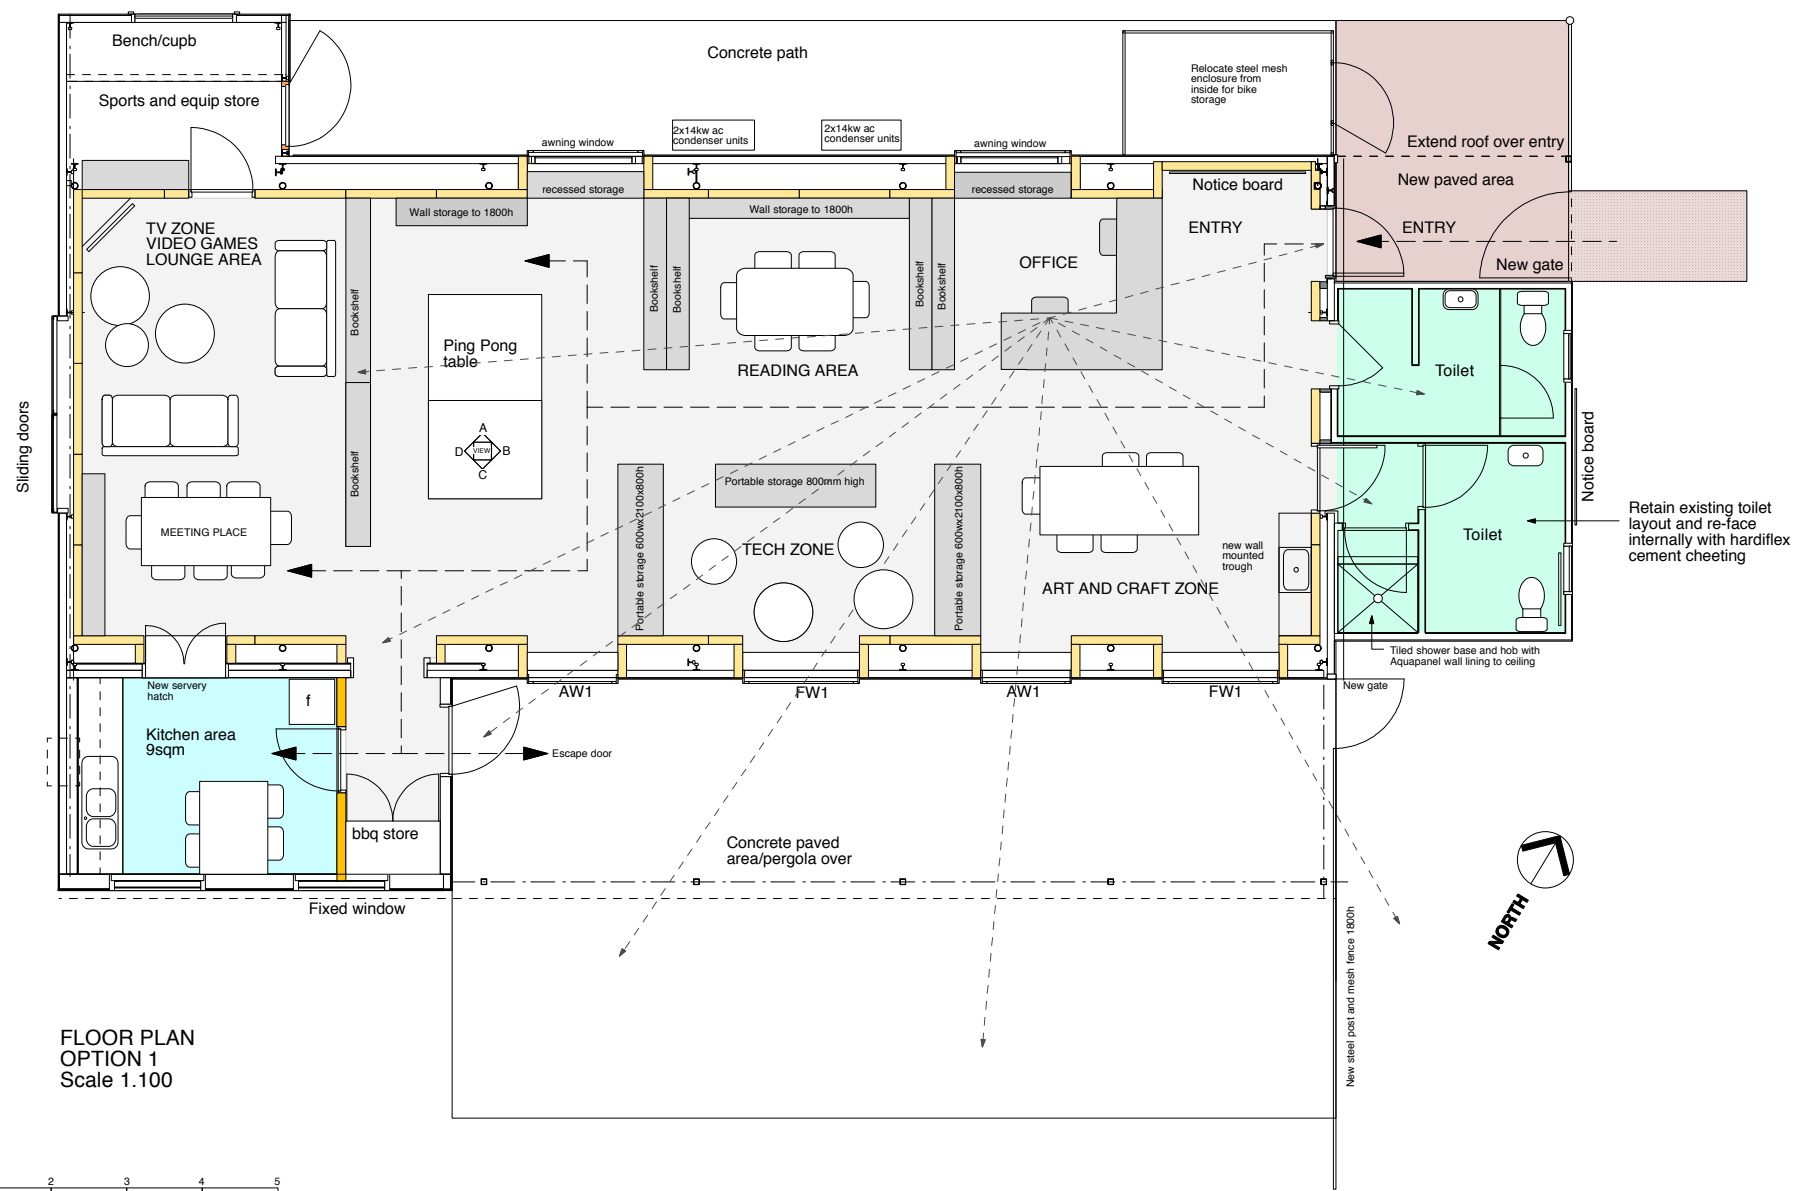 Bench/cupb
Concrete path
Relocate steel mesh
enclosure from
inside for bike
storage
Sports and equip store
2x14kw ac
condenser units
2x14kw ac
condenser units
awning window
awning window
Extend roof over entry
New paved area
recessed storage
recessed storage
Notice board
Wall storage to 1800h
Wall storage to 1800h
TV ZONE
VIDEO GAMES
LOUNGE AREA
ENTRY
ENTRY
New gate
OFFICE
Bookshelf
Bookshelf
Bookshelf
Bookshelf
Bookshelf
Bookshelf
Ping Pong
table
READING AREA
Toilet
Sliding doors
A
D
VIEW
B
C
Notice board
Portable storage 800mm high
Portable storage 600wx2100x800h
Portable storage 600wx2100x800h
MEETING PLACE
TECH ZONE
new wall
mounted
trough
ART AND CRAFT ZONE
Toilet
Retain existing toilet
layout and re-face
internally with hardiflex
cement cheeting
Tiled shower base and hob with
Aquapanel wall lining to ceiling
New servery
hatch
f
AW1
FW1
AW1
FW1
New gate
Kitchen area
9sqm
Escape door
bbq store
Concrete paved
area/pergola over
Fixed window
NORTH
New steel post and mesh fence 1800h
FLOOR PLAN
OPTION 1
Scale 1.100
2
3
4
5